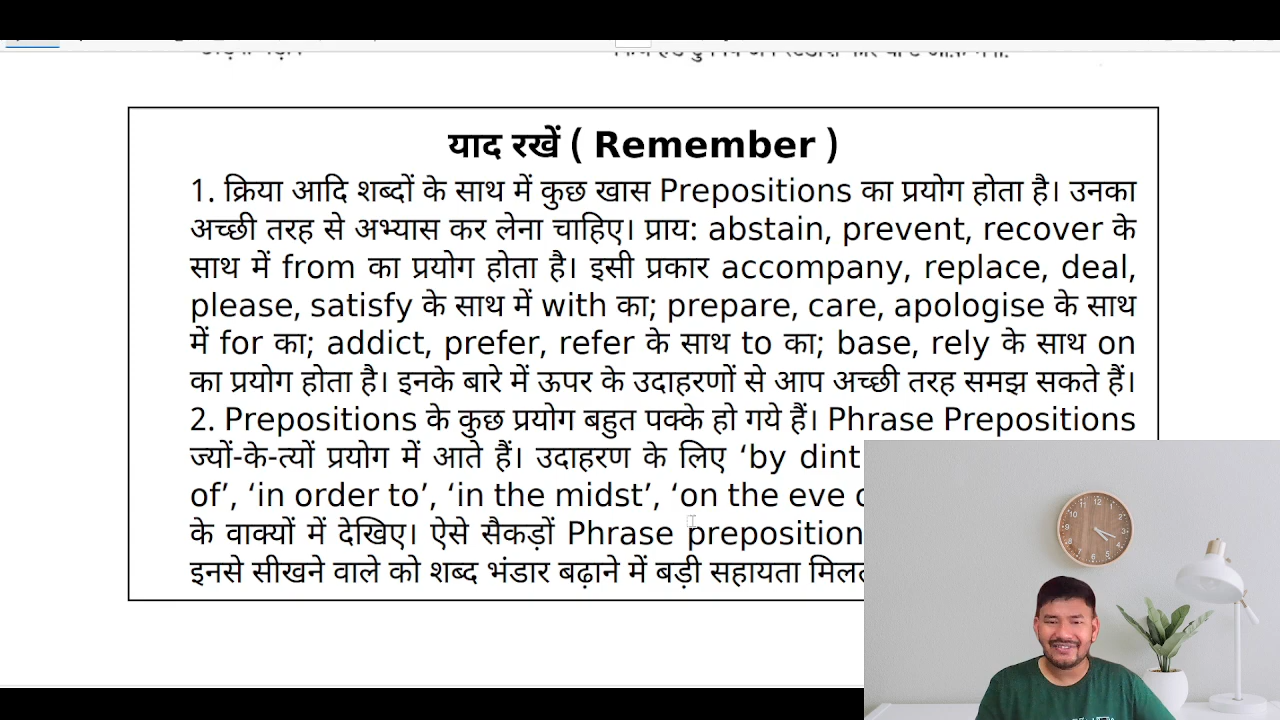 याद रखें ( Remember )
1. क्रिया आदि शब्दों के साथ में कुछ खास Prepositions का प्रयोग होता है। उनका
अच्छी तरह से अभ्यास कर लेना चाहिए। प्राय: abstain, prevent, recover के
साथ में from का प्रयोग होता है। इसी प्रकार accompany, replace, deal,
please, satisfy के साथ में with का; prepare, care, apologise के साथ
में for का; addict, prefer, refer के साथ to का; base, rely के साथ on
का प्रयोग होता है। इनके बारे में ऊपर के उदाहरणों से आप अच्छी तरह समझ सकते हैं।
2. Prepositions के कुछ प्रयोग बहुत पक्के हो गये हैं। Phrase Prepositions
ज्यों-के-त्यों प्रयोग में आते हैं। उदाहरण के लिए ‘by dint
of’, ‘in order to’, ‘in the midst’, ‘on the eve
के वाक्यों में देखिए। ऐसे सैकड़ों Phrase preposition
इनसे सीखने वाले को शब्द भंडार बढ़ाने में बड़ी सहायता